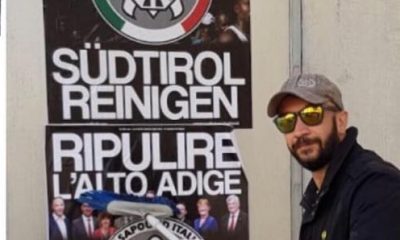 SÜDTIROL
REINIGEN
RIPULIRE
L'ALTO ADIGE